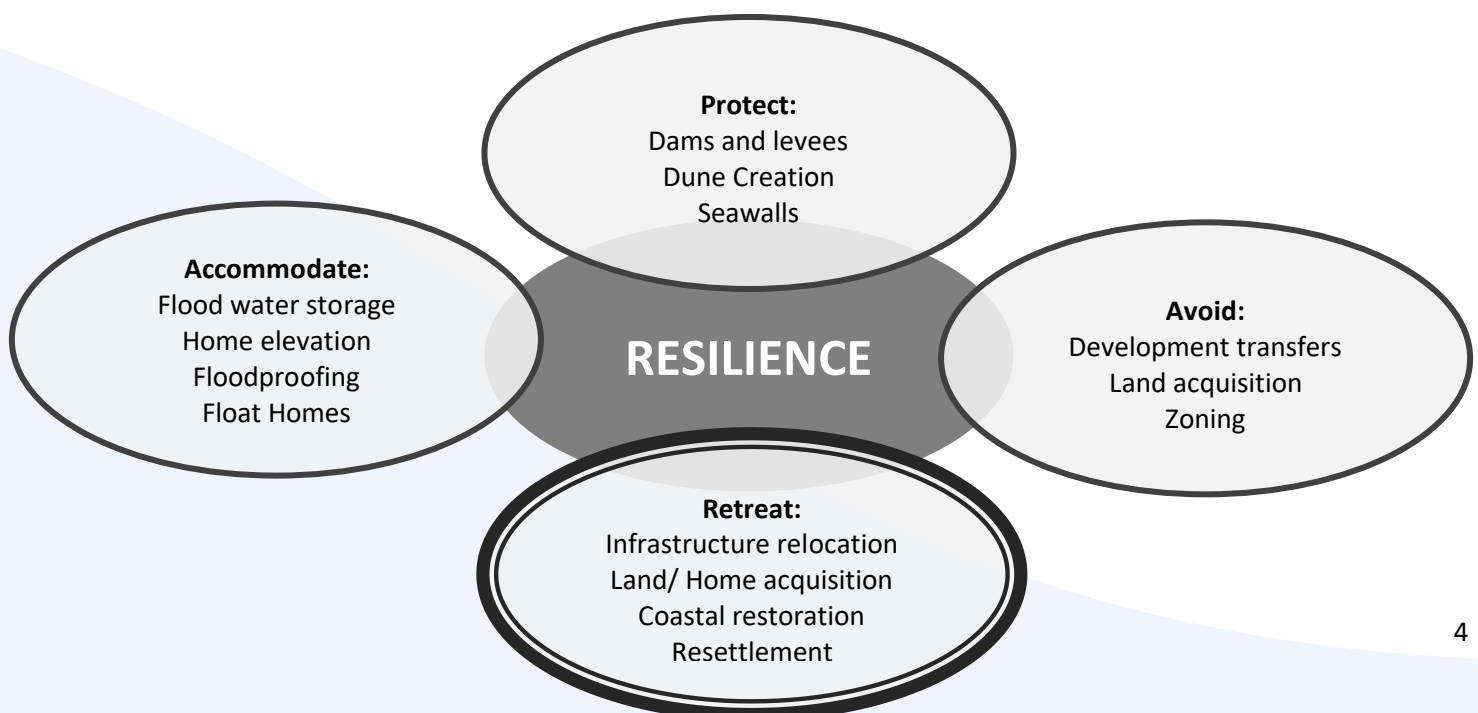 Protect:
Dams and levees
Dune Creation
Seawalls
Accommodate:
Flood water storage
Home elevation
Floodproofing
Float Homes
RESILIENCE
Avoid:
Development transfers
Land acquisition
Zoning
Retreat:
Infrastructure relocation
Land/ Home acquisition
Coastal restoration
Resettlement
4